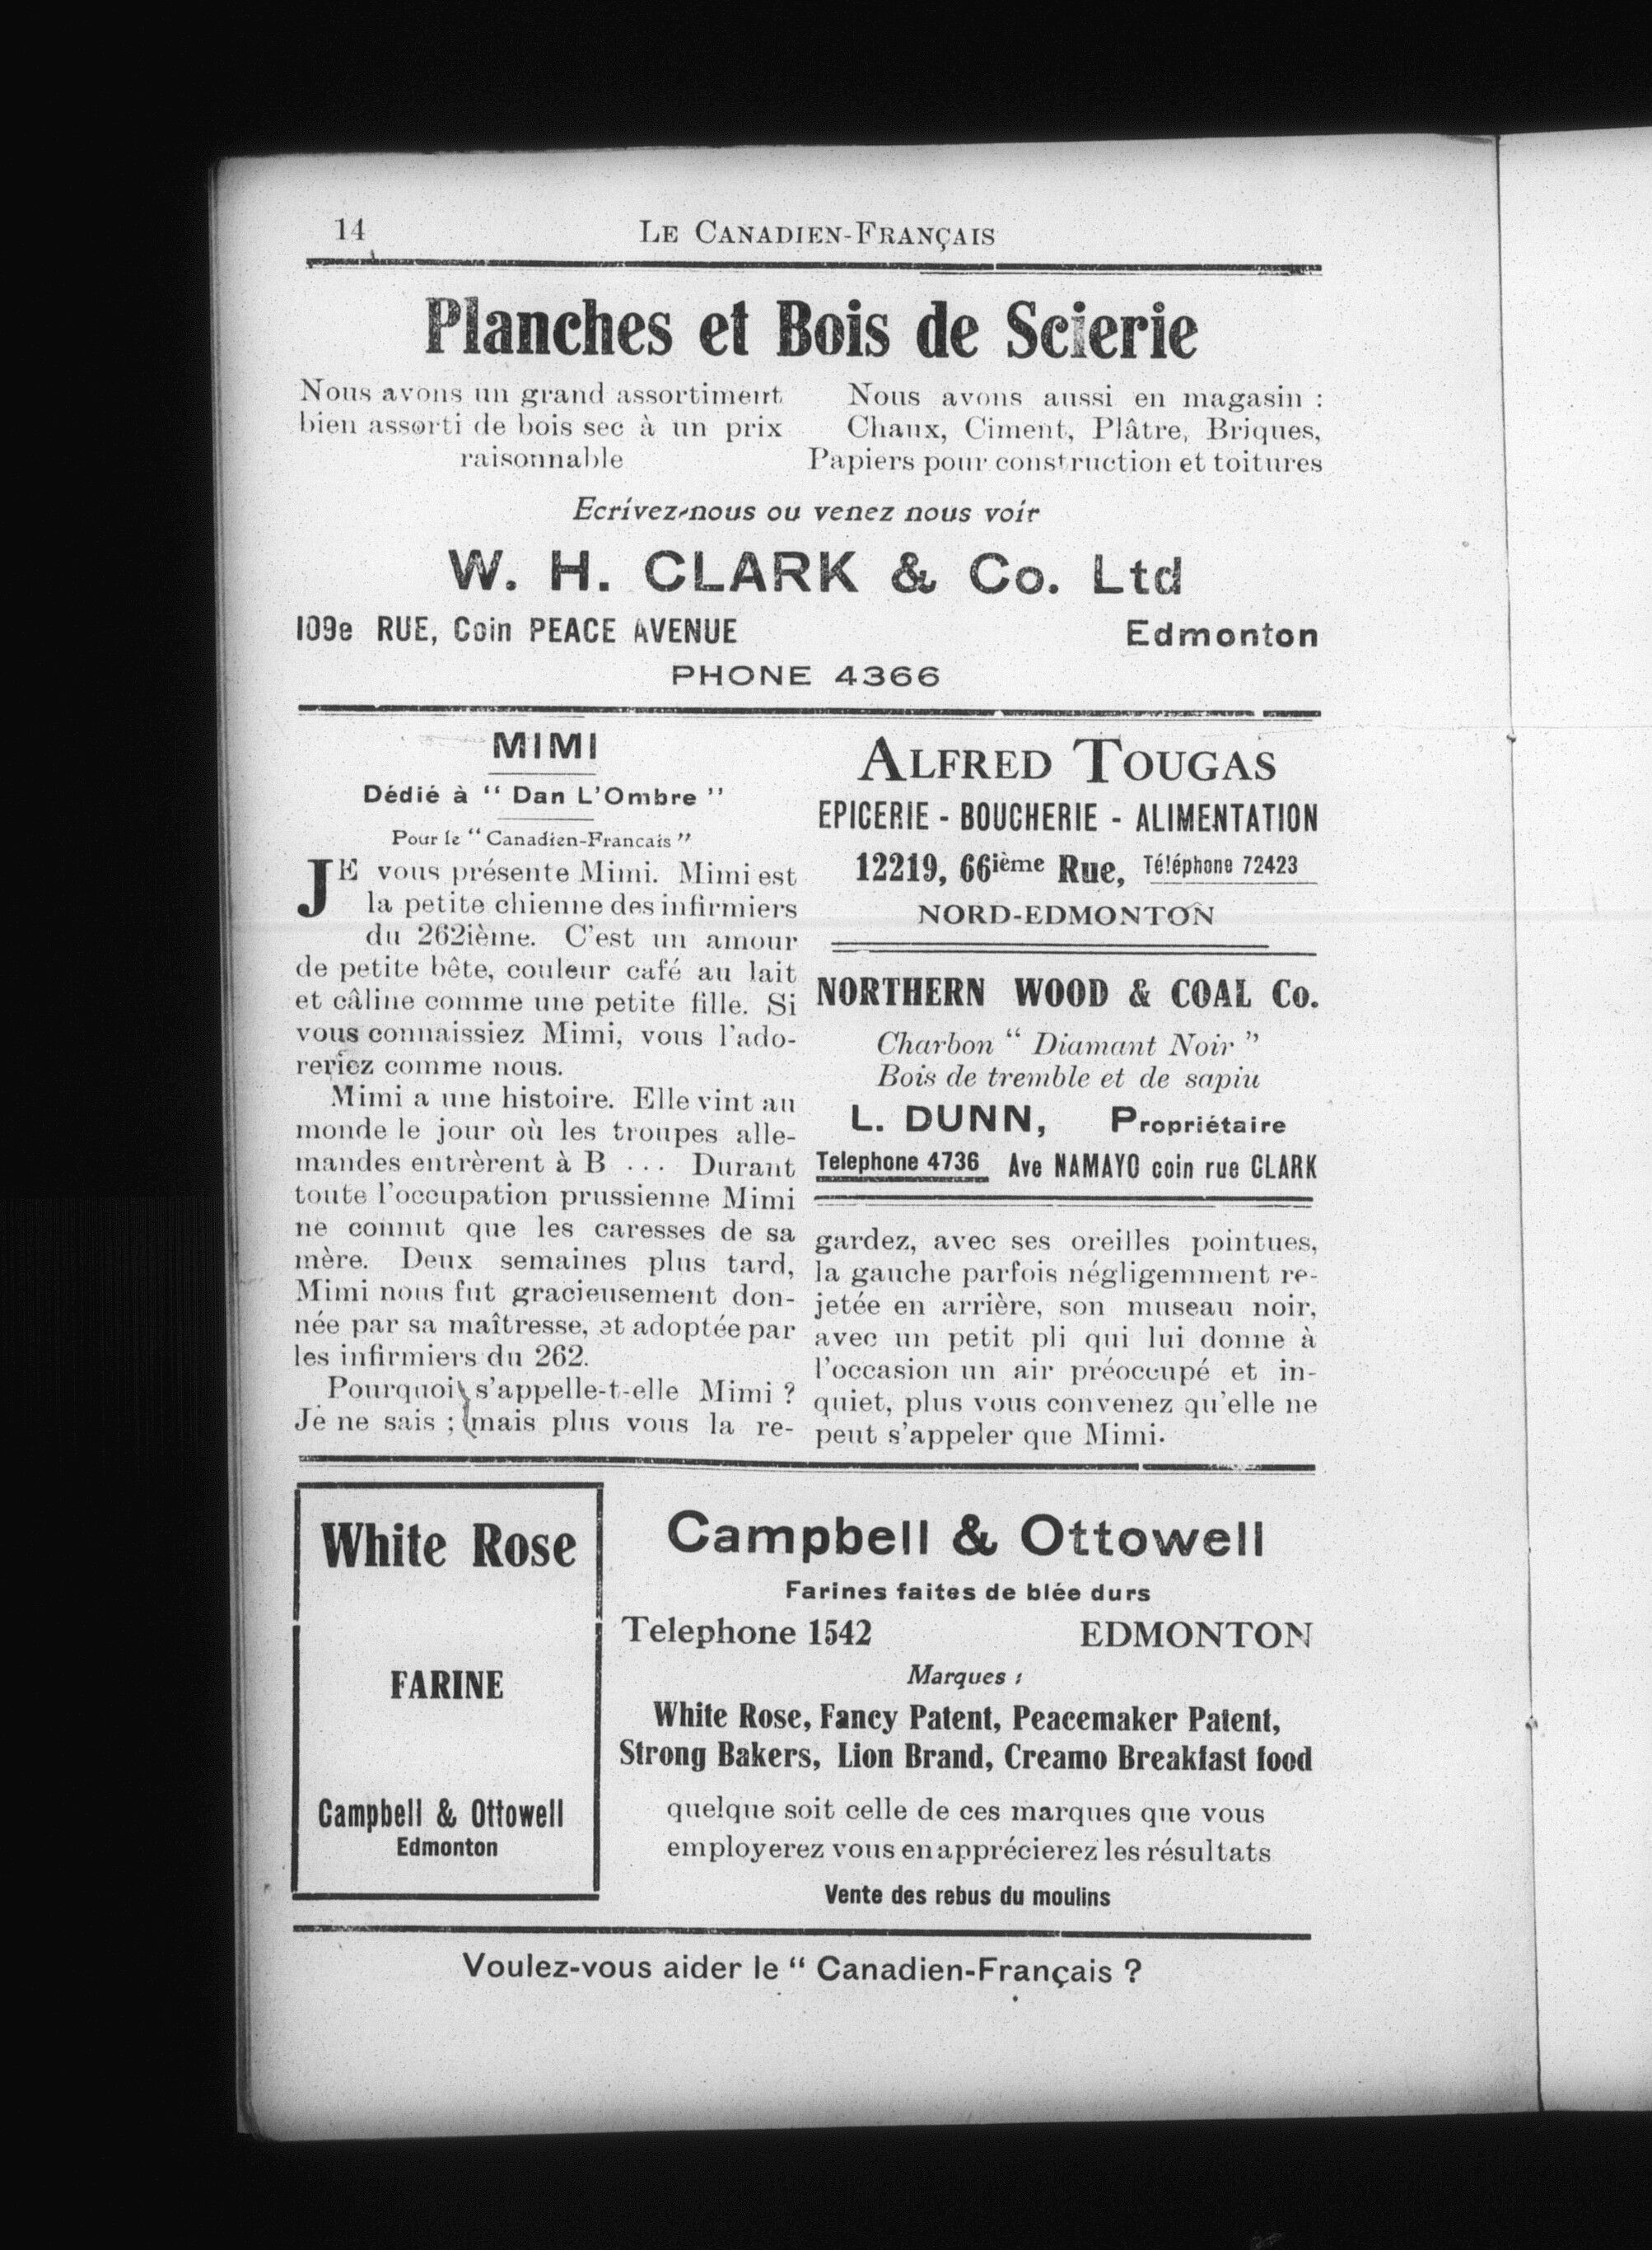 14
LE CANADIEN-FRANÇAIS
Planches et Bois de Scierie
Nous avons un grand assortiment
bien assorti de bois sec à un prix
raisonnable
Nous avons aussi en magasin :
Chaux, Ciment, Plâtre, Briques,
Papiers pour construction et toitures
Ecrivez-nous ou venez nous voir
W. H. CLARK & Co. Ltd
109e RUE, Coin PEACE AVENUE
Edmonton
PHONE 4366
MIMI
Dédié à “ Dan L'Ombre ”
Pour le “ Canadien-Francais ”
JE vous présente Mimi. Mimi est
la petite chienne des infirmiers
du 262ième. C'est un amour
de petite bête, couleur café au lait
et câline comme une petite fille. Si
vous connaissiez Mimi, vous l'ado-
reriez comme nous.
Mimi a une histoire. Elle vint au
monde le jour où les troupes alle-
mandes entrèrent à B ... Durant
toute l'occupation prussienne Mimi
ne connut que les caresses de sa
mère. Deux semaines plus tard,
Mimi nous fut gracieusement don-
née par sa maîtresse, et adoptée par
les infirmiers du 262.
Pourquoi s'appelle-t-elle Mimi ?
Je ne sais ; mais plus vous la re-
ALFRED TOUGAS
EPICERIE - BOUCHERIE - ALIMENTATION
12219, 66ième Rue, Téléphone 72423
NORD-EDMONTON
NORTHERN WOOD & COAL Co.
Charbon “ Diamant Noir ”
Bois de tremble et de sapiu
L. DUNN, Propriétaire
Telephone 4736 Ave NAMAYO coin rue CLARK
gardez, avec ses oreilles pointues,
la gauche parfois négligemment re-
jetée en arrière, son museau noir,
avec un petit pli qui lui donne à
l'occasion un air préoccupé et in-
quiet, plus vous convenez qu'elle ne
peut s'appeler que Mimi.
White Rose
FARINE
Campbell & Ottowell
Edmonton
Campbell & Ottowell
Farines faites de blée durs
Telephone 1542
EDMONTON
Marques :
White Rose, Fancy Patent, Peacemaker Patent,
Strong Bakers, Lion Brand, Creamo Breakfast food
quelque soit celle de ces marques que vous
employerez vous en apprécierez les résultats
Vente des rebus du moulins
Voulez-vous aider le “ Canadien-Français ?